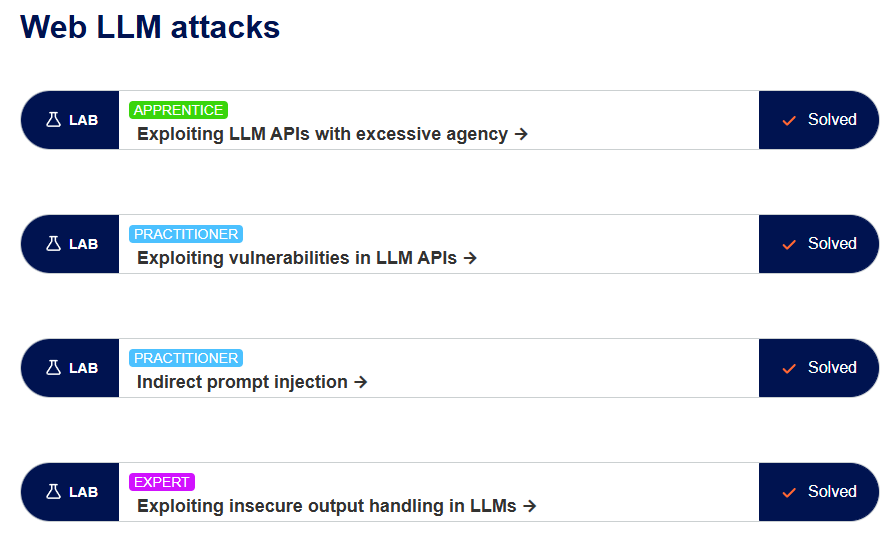 Web LLM attacks
LAB
APPRENTICE
Exploiting LLM APIs with excessive agency →
Solved
LAB
PRACTITIONER
Exploiting vulnerabilities in LLM APIs →
Solved
LAB
PRACTITIONER
Indirect prompt injection →
Solved
LAB
EXPERT
Exploiting insecure output handling in LLMs →
Solved